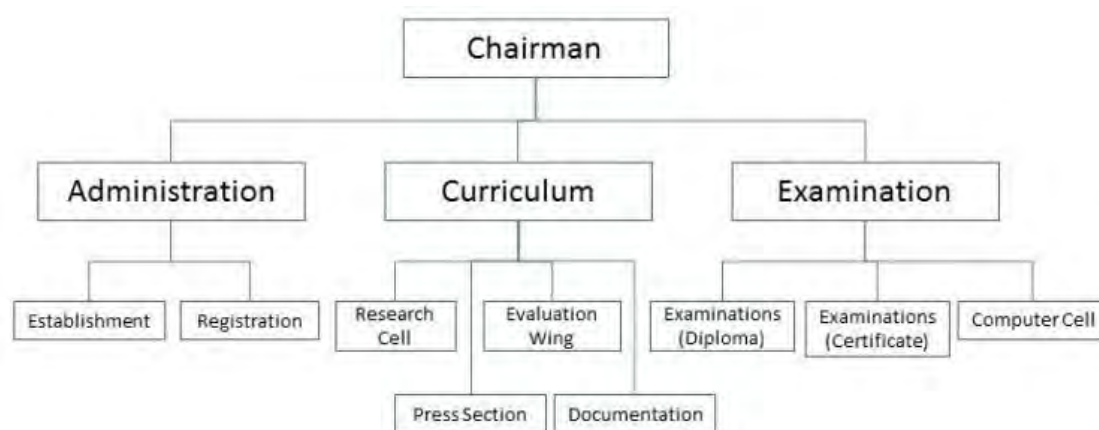 Chairman
Administration
Curriculum
Examination
Establishment
Registration
Research
Cell
Evaluation
Wing
Examinations
(Diploma)
Examinations
(Certificate)
Computer Cell
Press Section
Documentation